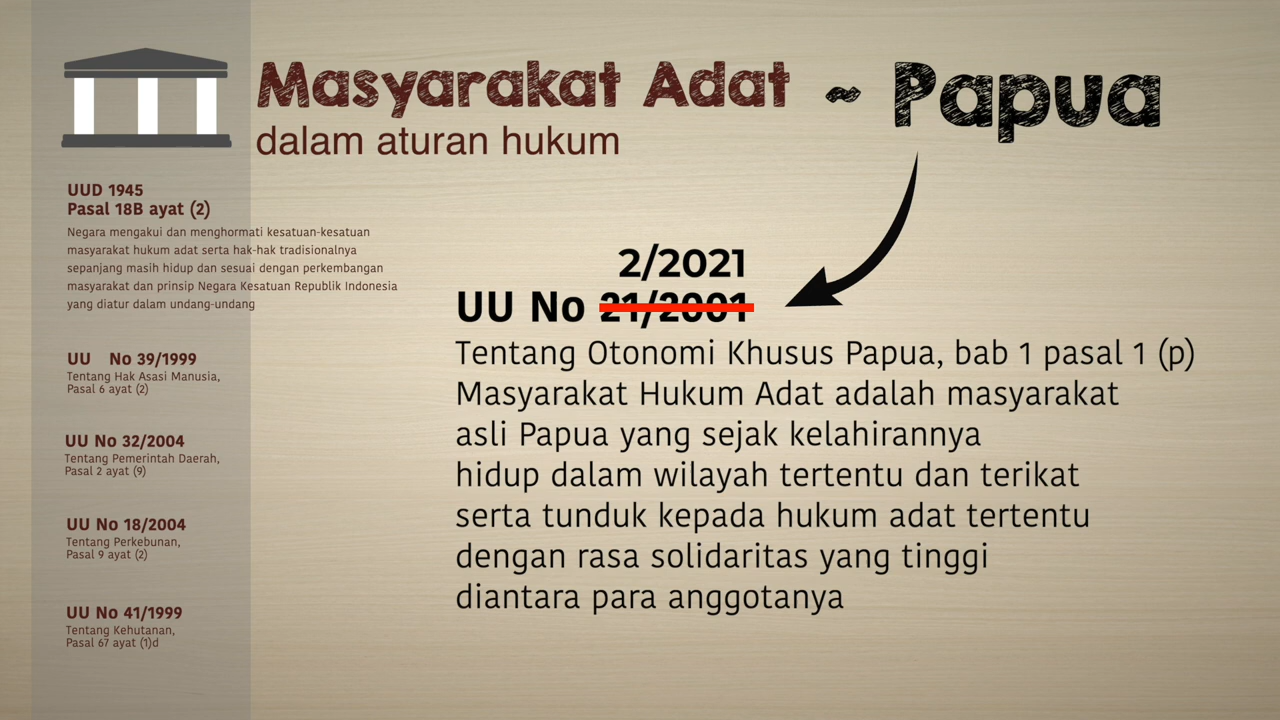 Masyarakat Adat ~ Papua
dalam aturan hukum
UUD 1945
Pasal 18B ayat (2)
Negara mengakui dan menghormati kesatuan-kesatuan
masyarakat hukum adat serta hak-hak tradisionalnya
sepanjang masih hidup dan sesuai dengan perkembangan
masyarakat dan prinsip Negara Kesatuan Republik Indonesia
yang diatur dalam undang-undang
UU No 39/1999
Tentang Hak Asasi Manusia,
Pasal 6 ayat (2)
UU No 32/2004
Tentang Pemerintah Daerah,
Pasal 2 ayat (9)
UU No 18/2004
Tentang Perkebunan,
Pasal 9 ayat (2)
UU No 41/1999
Tentang Kehutanan,
Pasal 67 ayat (1)d
2/2021
UU No 21/2001
Tentang Otonomi Khusus Papua, bab 1 pasal 1 (p)
Masyarakat Hukum Adat adalah masyarakat
asli Papua yang sejak kelahirannya
hidup dalam wilayah tertentu dan terikat
serta tunduk kepada hukum adat tertentu
dengan rasa solidaritas yang tinggi
diantara para anggotanya